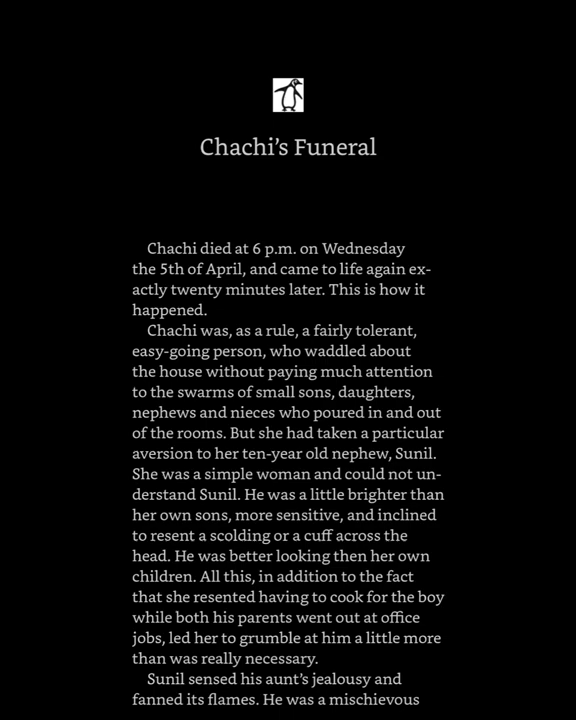 Chachi’s Funeral
Chachi died at 6 p.m. on Wednesday
the 5th of April, and came to life again ex-
actly twenty minutes later. This is how it
happened.
Chachi was, as a rule, a fairly tolerant,
easy-going person, who waddled about
the house without paying much attention
to the swarms of small sons, daughters,
nephews and nieces who poured in and out
of the rooms. But she had taken a particular
aversion to her ten-year old nephew, Sunil.
She was a simple woman and could not un-
derstand Sunil. He was a little brighter than
her own sons, more sensitive, and inclined
to resent a scolding or a cuff across the
head. He was better looking then her own
children. All this, in addition to the fact
that she resented having to cook for the boy
while both his parents went out at office
jobs, led her to grumble at him a little more
than was really necessary.
Sunil sensed his aunt’s jealousy and
fanned its flames. He was a mischievous